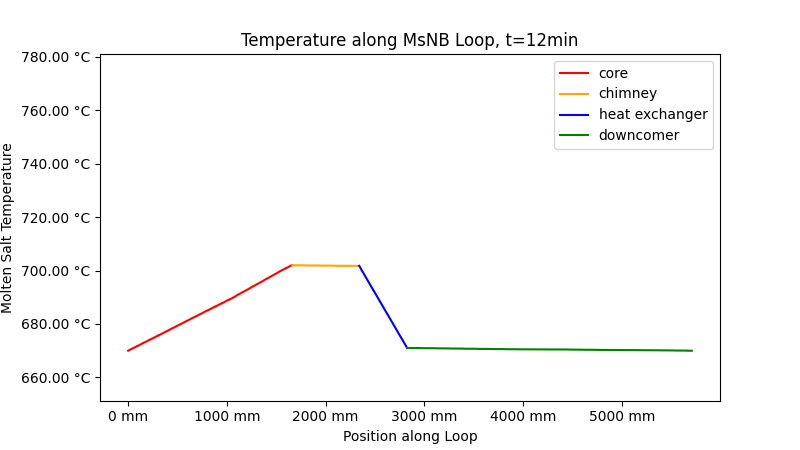 Temperature along MsNB Loop, t=12min
780.00 °C
760.00 °C
740.00 °C
720.00 °C
700.00 °C
680.00 °C
660.00 °C
Molten Salt Temperature
core
chimney
heat exchanger
downcomer
0 mm
1000 mm
2000 mm
3000 mm
4000 mm
5000 mm
Position along Loop